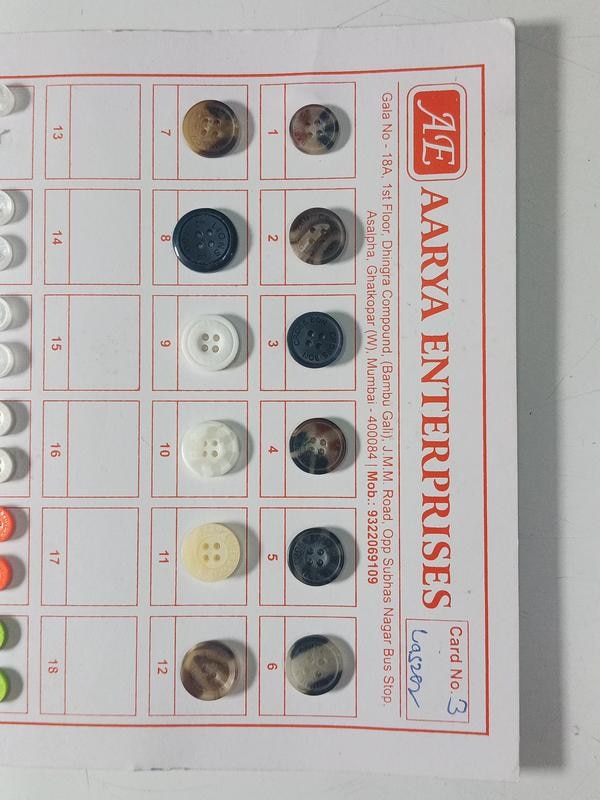 AE AARYA ENTERPRISES
Card No. 3
Laszer
Gala No - 18A, 1st Floor, Dhingra Compound, (Bambu Gali), J.M.M. Road, Opp Subhas Nagar Bus Stop,
Asalpha, Ghatkopar (W), Mumbai - 400084 | Mob.: 9322069109
1 2 3 4 5 6
7 8 9 10 11 12
13 14 15 16 17 18